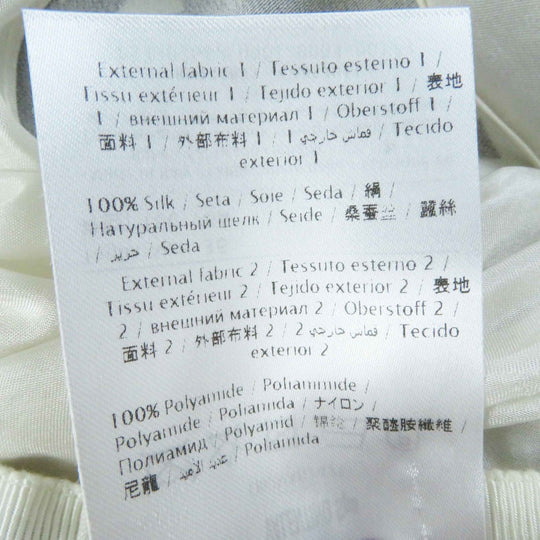 External fabric 1 / Tessuto esterno 1 /
Tissu extérieur 1 / Tejido exterior 1 / 表地
1 / внешний материал 1 / Oberstoff 1 /
面料 1 / 外部布料 1 / 1 قماش خارجي / Tecido
exterior 1
100% Silk / Seta / Soie / Seda / 絹 /
Натуральный шелк / Seide / 桑蚕丝 / 蠶絲
/ حرير / Seda
External fabric 2 / Tessuto esterno 2 /
Tissu extérieur 2 / Tejido exterior 2 / 表地
2 / внешний материал 2 / Oberstoff 2 /
面料 2 / 外部布料 2 / 2 قماش خارجي / Tecido
exterior 2
100% Polyamide / Poliammide /
Polyamide / Poliamida / ナイロン /
Полиамид / Polyamid / 锦纶 / 聚醯胺纖維 /
尼龍 / عديد الأميد / Poliamida